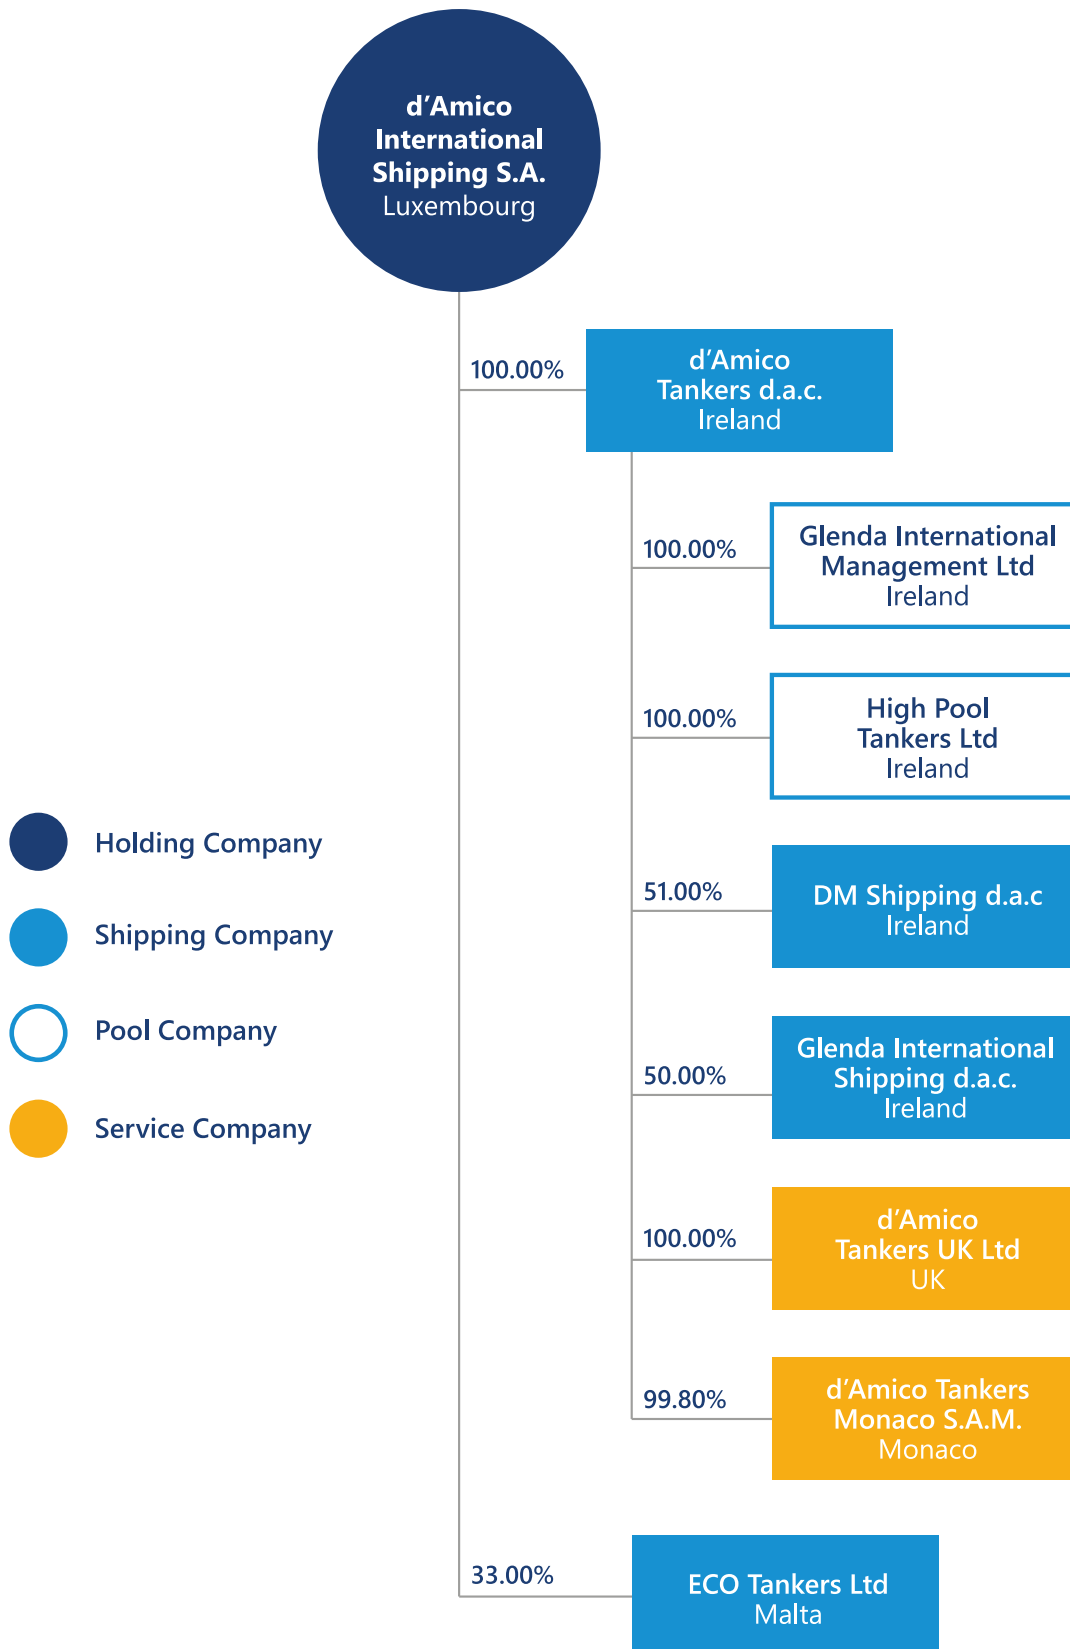 d’Amico
International
Shipping S.A.
Luxembourg
100.00%
d’Amico
Tankers d.a.c.
Ireland
100.00%
Glenda International
Management Ltd
Ireland
100.00%
High Pool
Tankers Ltd
Ireland
51.00%
DM Shipping d.a.c
Ireland
50.00%
Glenda International
Shipping d.a.c.
Ireland
100.00%
d’Amico
Tankers UK Ltd
UK
99.80%
d’Amico Tankers
Monaco S.A.M.
Monaco
33.00%
ECO Tankers Ltd
Malta
Holding Company
Shipping Company
Pool Company
Service Company